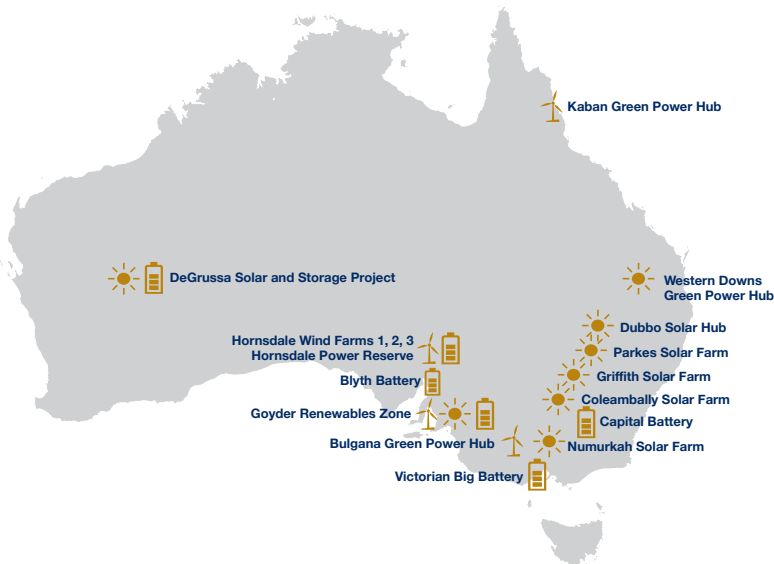 Kaban Green Power Hub
DeGrussa Solar and Storage Project
Western Downs
Green Power Hub
Dubbo Solar Hub
Hornsdale Wind Farms 1, 2, 3
Hornsdale Power Reserve
Parkes Solar Farm
Griffith Solar Farm
Blyth Battery
Coleambally Solar Farm
Goyder Renewables Zone
Capital Battery
Bulgana Green Power Hub
Numurkah Solar Farm
Victorian Big Battery